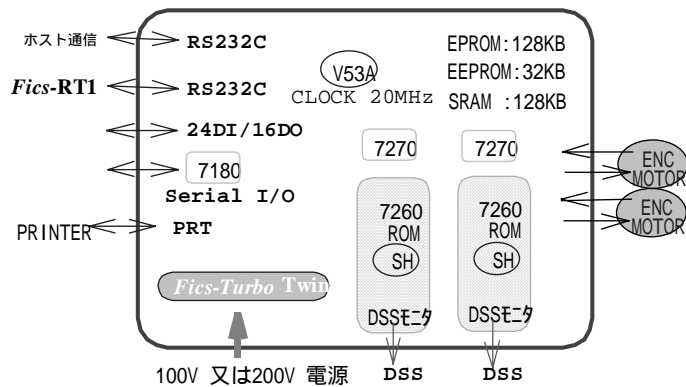 ホスト通信 RS232C
Fics-RT1 RS232C
24DI/16DO
7180
Serial I/O
PRINTER PRT
Fics-Turbo Twin
100V 又は200V 電源
V53A
CLOCK 20MHz
EPROM:128KB
EEPROM:32KB
SRAM :128KB
7270
7270
7260
ROM
SH
DSSモニタ
DSS
7260
ROM
SH
DSSモニタ
DSS
ENC
MOTOR
ENC
MOTOR